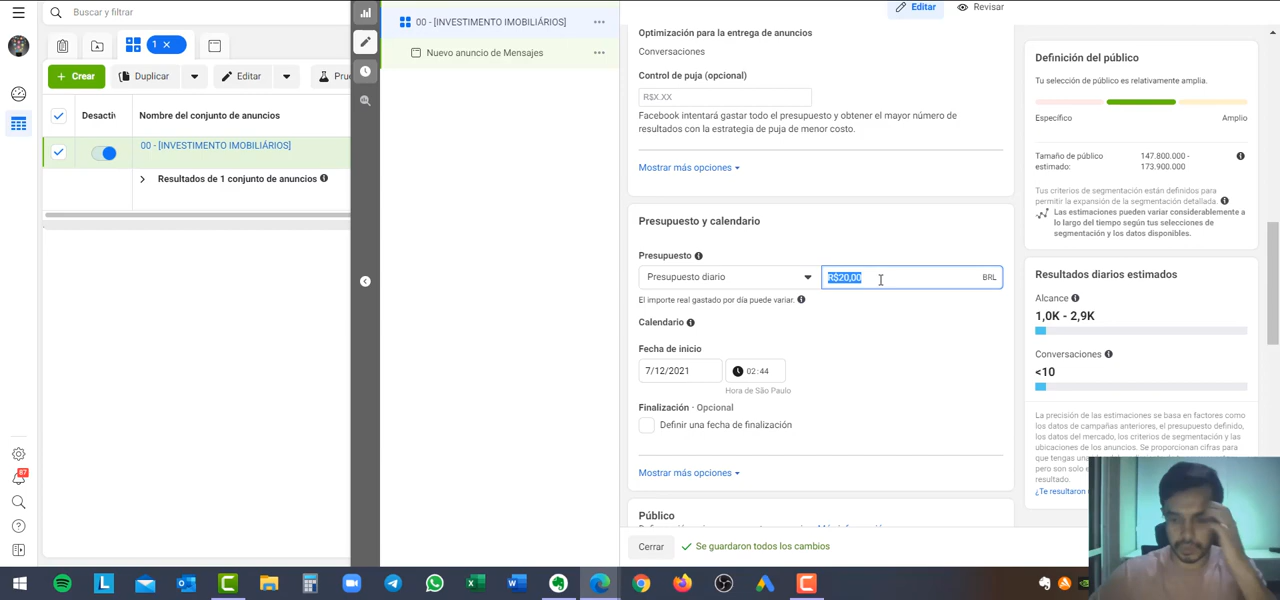 Buscar y filtrar
1 ×
+ Crear
Duplicar
Editar
Pru
Desacti
Nombre del conjunto de anuncios
00 - [INVESTIMENTO IMOBILIÁRIOS]
Resultados de 1 conjunto de anuncios
87
00 - [INVESTIMENTO IMOBILIÁRIOS]
Nuevo anuncio de Mensajes
Editar
Revisar
Optimización para la entrega de anuncios
Conversaciones
Control de puja (opcional)
R$X.XX
Facebook intentará gastar todo el presupuesto y obtener el mayor número de
resultados con la estrategia de puja de menor costo.
Mostrar más opciones
Presupuesto y calendario
Presupuesto
Presupuesto diario
R$20,00
BRL
El importe real gastado por día puede variar.
Calendario
Fecha de inicio
7/12/2021
02:44
Hora de São Paulo
Finalización · Opcional
Definir una fecha de finalización
Mostrar más opciones
Público
Cerrar
Se guardaron todos los cambios
Definición del público
Tu selección de público es relativamente amplia.
Específico
Amplio
Tamaño de público
estimado:
147.800.000 -
173.900.000
Tus criterios de segmentación están definidos para
permitir la expansión de la segmentación detallada.
Las estimaciones pueden variar considerablemente a
lo largo del tiempo según tus selecciones de
segmentación y los datos disponibles.
Resultados diarios estimados
Alcance
1,0K - 2,9K
Conversaciones
<10
La precisión de las estimaciones se basa en factores como
los datos de campañas anteriores, el presupuesto definido,
los datos del mercado, los criterios de segmentación y las
ubicaciones de los anuncios. Se proporcionan cifras para
que tengas una
pero son solo e
resultado.
¿Te resultaron